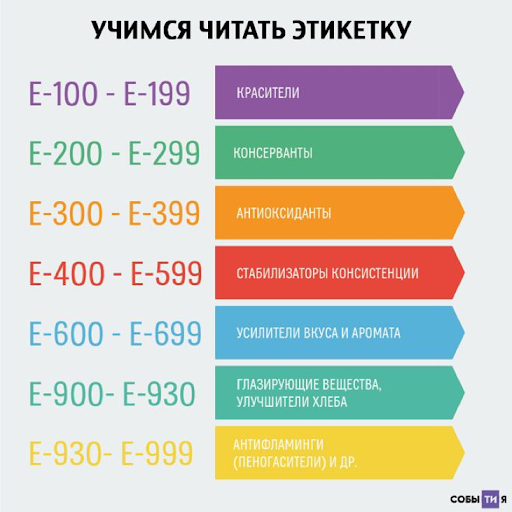 УЧИМСЯ ЧИТАТЬ ЭТИКЕТКУ
Е-100 - Е-199 КРАСИТЕЛИ
Е-200 - Е-299 КОНСЕРВАНТЫ
Е-300 - Е-399 АНТИОКСИДАНТЫ
Е-400 - Е-599 СТАБИЛИЗАТОРЫ КОНСИСТЕНЦИИ
Е-600 - Е-699 УСИЛИТЕЛИ ВКУСА И АРОМАТА
Е-900- Е-930 ГЛАЗИРУЮЩИЕ ВЕЩЕСТВА,
УЛУЧШИТЕЛИ ХЛЕБА
Е-930- Е-999 АНТИФЛАМИНГИ
(ПЕНОГАСИТЕЛИ) И ДР.
СОБЫТИЯ